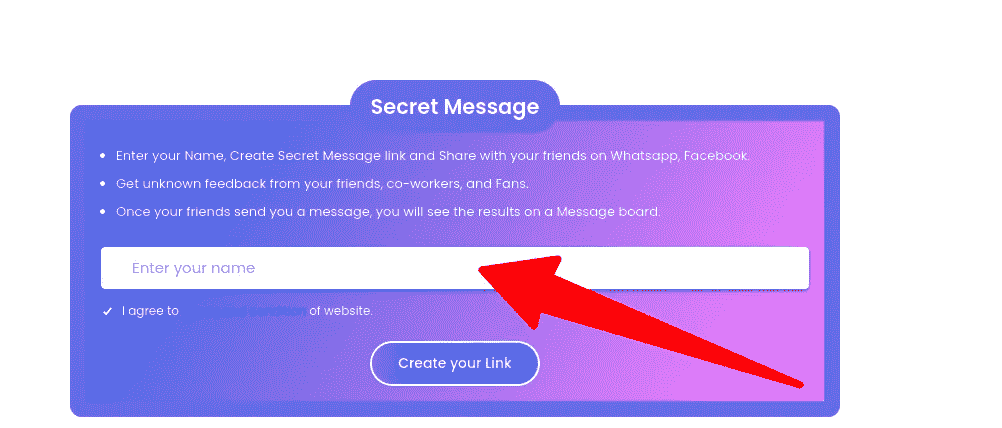 Secret Message
Enter your Name, Create Secret Message link and Share with your friends on Whatsapp, Facebook.
Get unknown feedback from your friends, co-workers, and Fans.
Once your friends send you a message, you will see the results on a Message board.
Enter your name
I agree to of website.
Create your Link